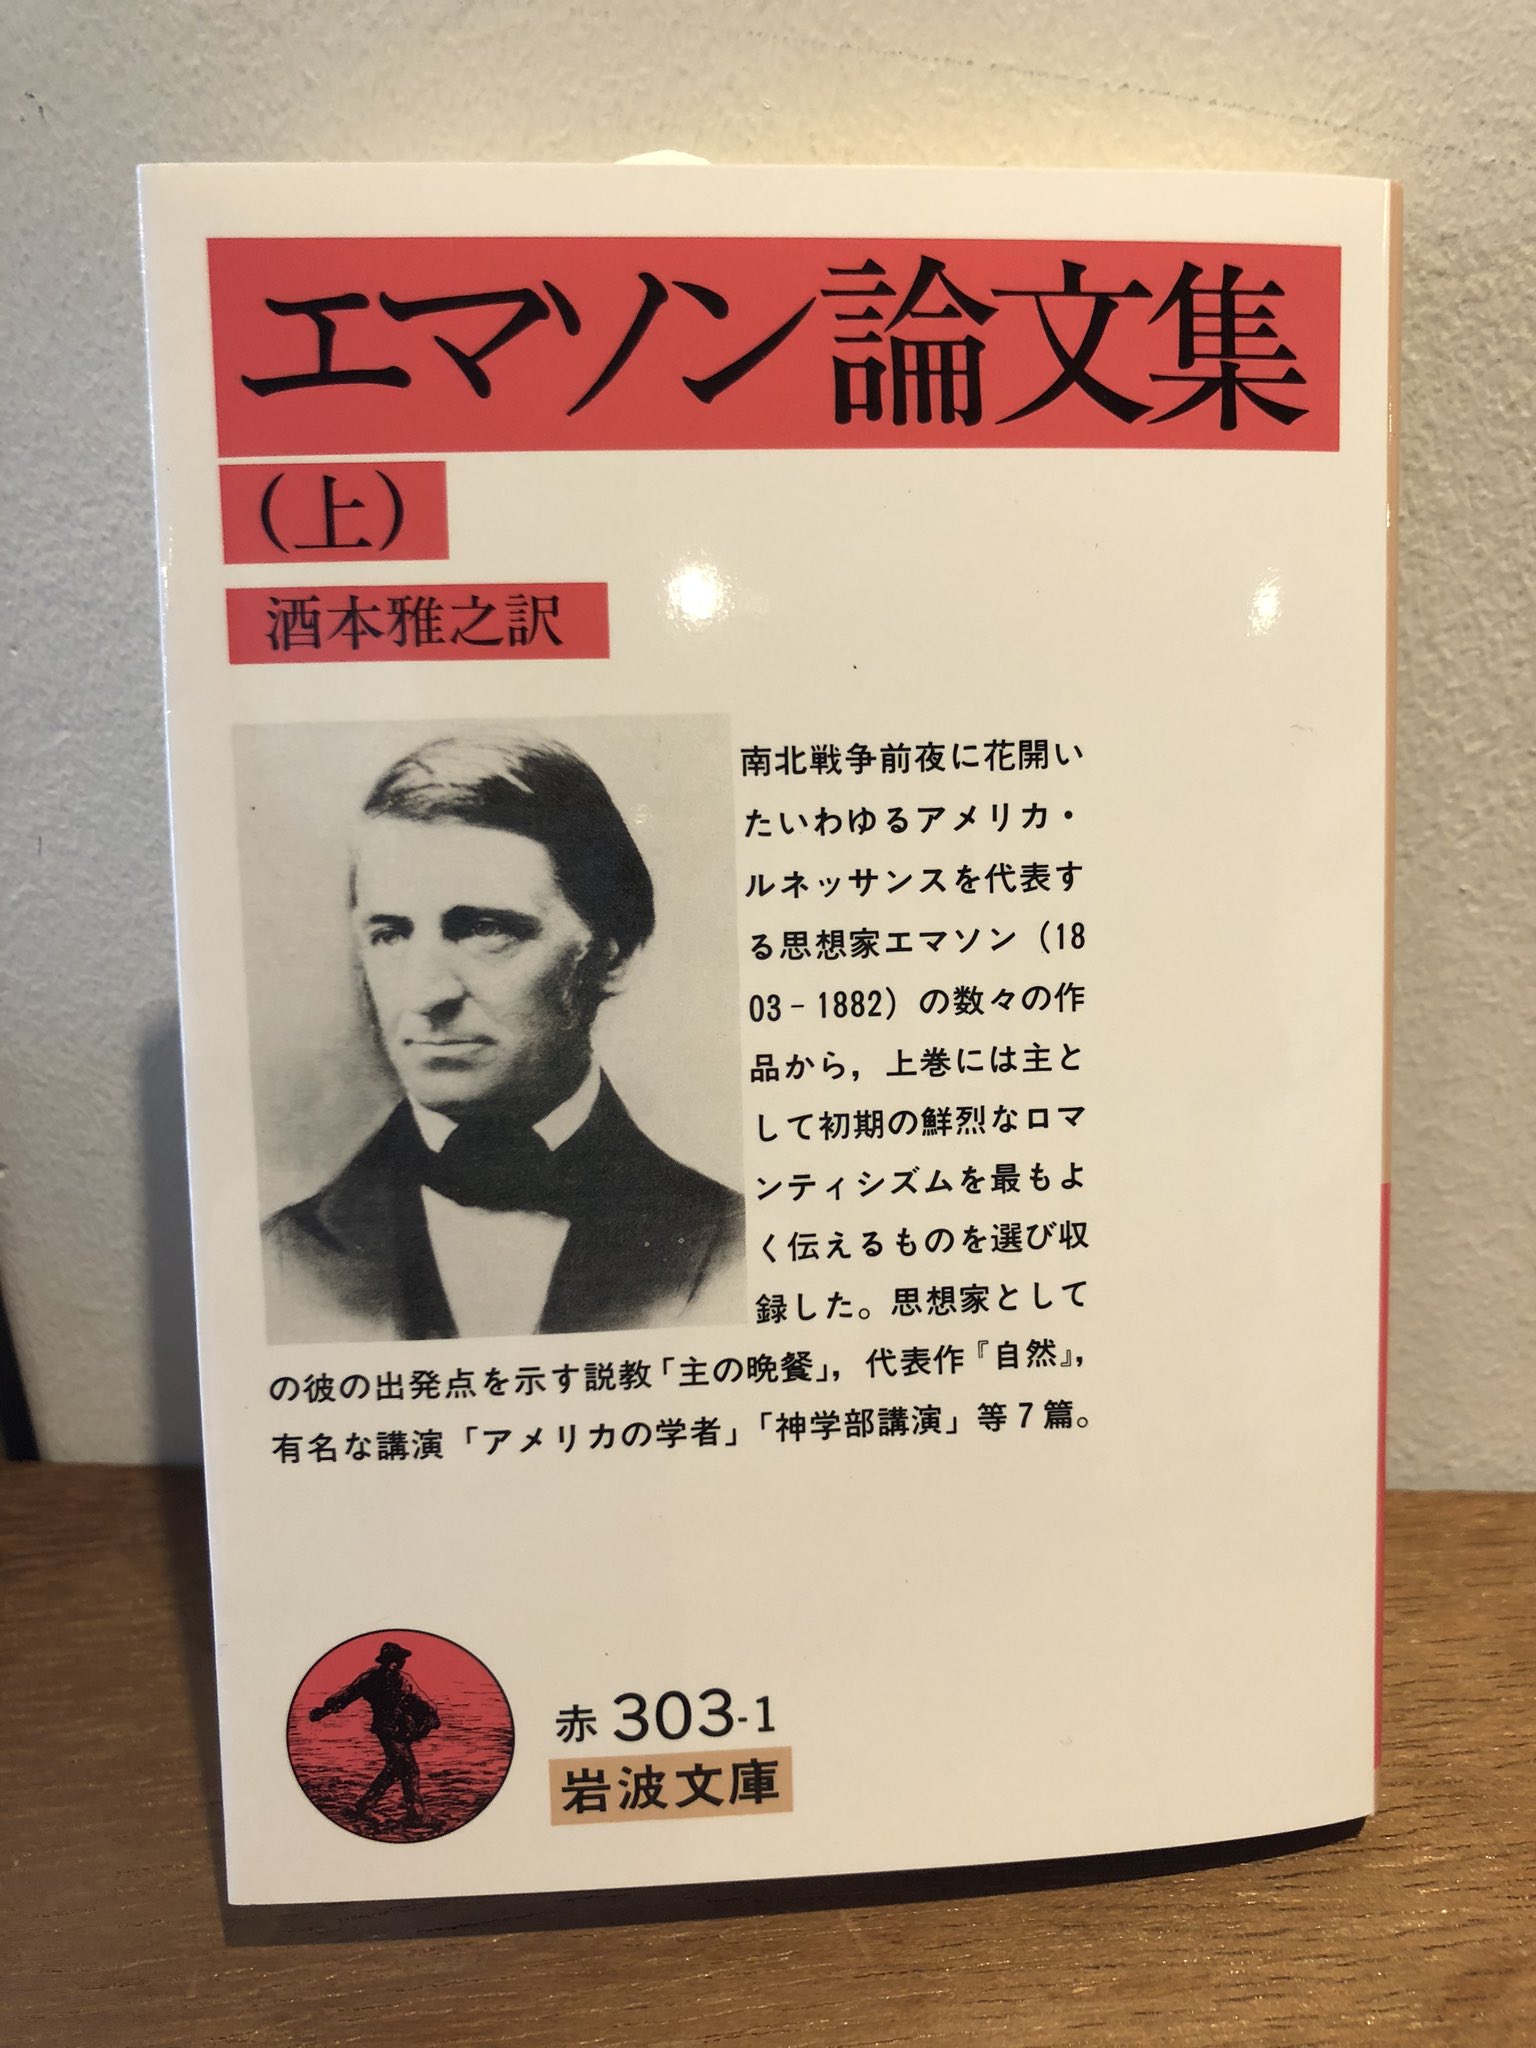 エマソン論文集
（上）
酒本雅之訳
南北戦争前夜に花開い
たいわゆるアメリカ・
ルネッサンスを代表す
る思想家エマソン（18
03－1882）の数々の作
品から，上巻には主と
して初期の鮮烈なロマ
ンティシズムを最もよ
く伝えるものを選び収
録した。思想家として
の彼の出発点を示す説教「主の晩餐」，代表作『自然』，
有名な講演「アメリカの学者」「神学部講演」等7篇。
赤 303-1
岩波文庫